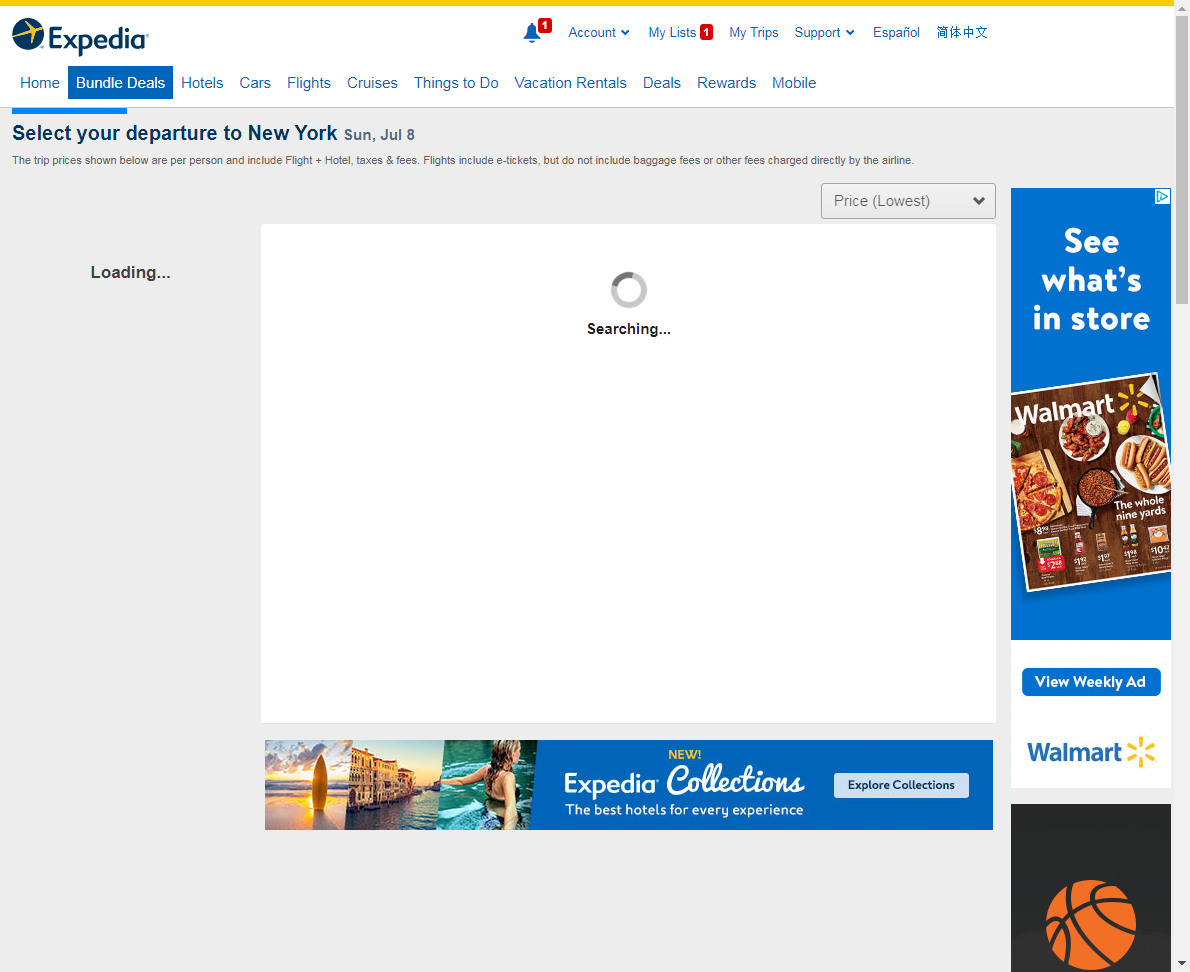 Expedia
1
Account
My Lists 1
My Trips
Support
Español
简体中文
Home
Bundle Deals
Hotels
Cars
Flights
Cruises
Things to Do
Vacation Rentals
Deals
Rewards
Mobile
Select your departure to New York Sun, Jul 8
The trip prices shown below are per person and include Flight + Hotel, taxes & fees. Flights include e-tickets, but do not include baggage fees or other fees charged directly by the airline.
Price (Lowest)
Loading...
Searching...
See
what's
in store
Walmart
The whole
nine yards
View Weekly Ad
Walmart
NEW!
Expedia Collections
The best hotels for every experience
Explore Collections